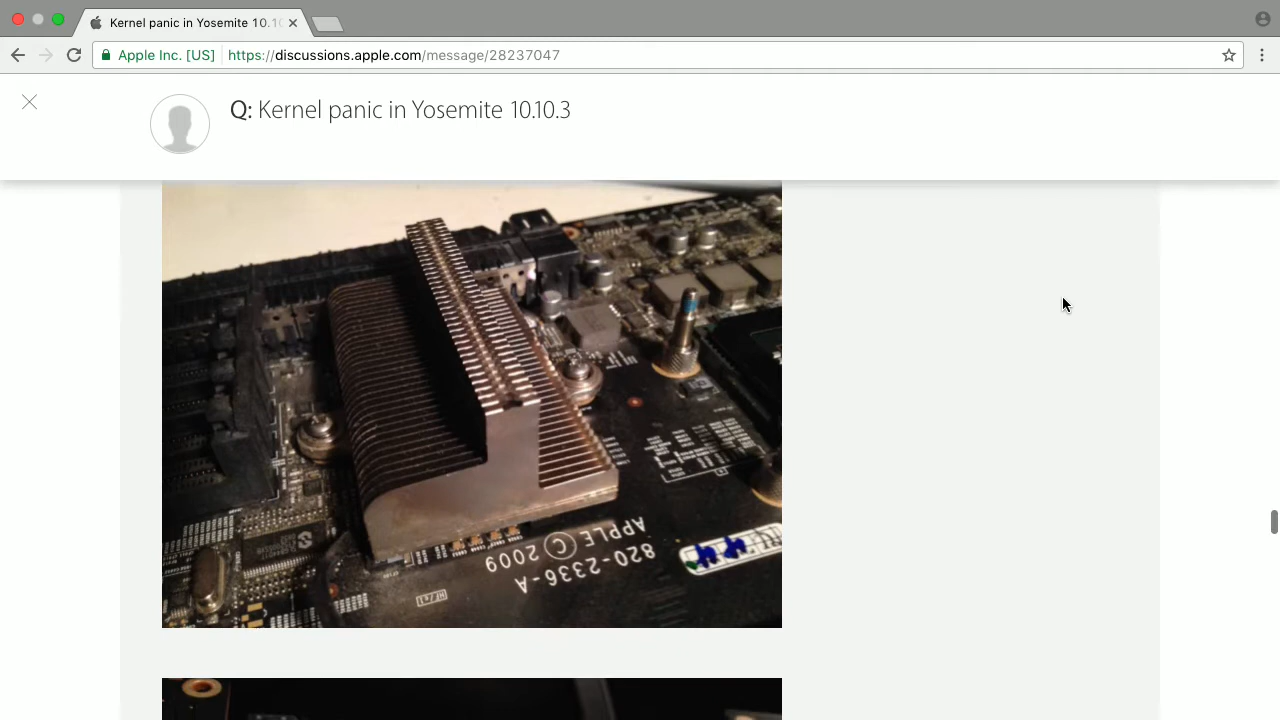 Kernel panic in Yosemite 10.10
Apple Inc. [US]
https://discussions.apple.com/message/28237047
Q: Kernel panic in Yosemite 10.10.3
APPLE © 2009
820-2336-A